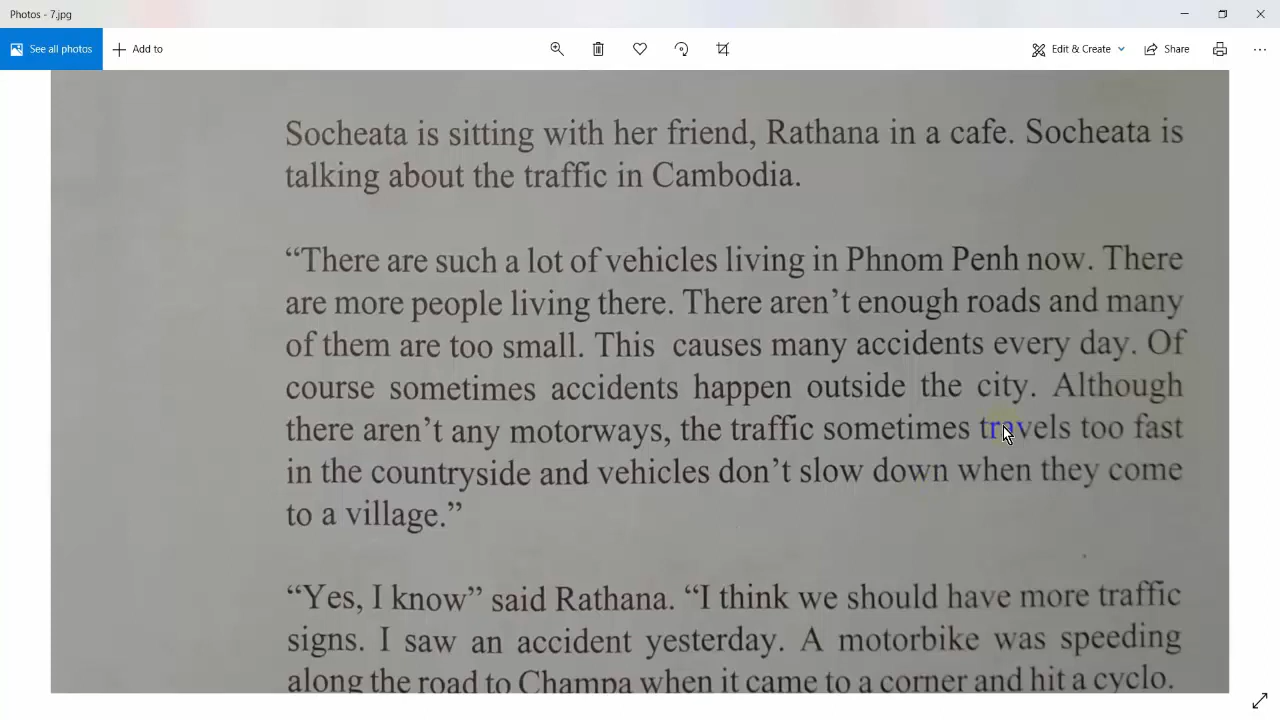 Photos - 7.jpg
See all photos
Add to
Edit & Create
Share
Socheata is sitting with her friend, Rathana in a cafe. Socheata is
talking about the traffic in Cambodia.
“There are such a lot of vehicles living in Phnom Penh now. There
are more people living there. There aren’t enough roads and many
of them are too small. This causes many accidents every day. Of
course sometimes accidents happen outside the city. Although
there aren’t any motorways, the traffic sometimes travels too fast
in the countryside and vehicles don’t slow down when they come
to a village.”
“Yes, I know” said Rathana. “I think we should have more traffic
signs. I saw an accident yesterday. A motorbike was speeding
along the road to Champa when it came to a corner and hit a cyclo.